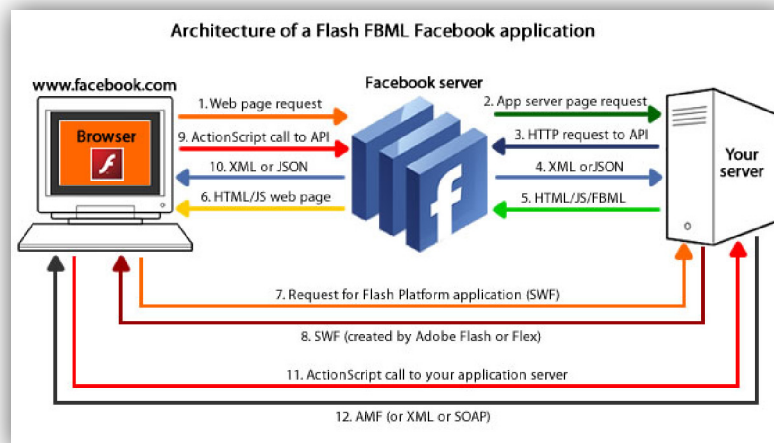 Architecture of a Flash FBML Facebook application
www.facebook.com
Facebook server
Browser
Your
server
1. Web page request
2. App server page request
9. ActionScript call to API
3. HTTP request to API
10. XML or JSON
4. XML orJSON
6. HTML/JS web page
5. HTML/JS/FBML
7. Request for Flash Platform application (SWF)
8. SWF (created by Adobe Flash or Flex)
11. ActionScript call to your application server
12. AMF (or XML or SOAP)